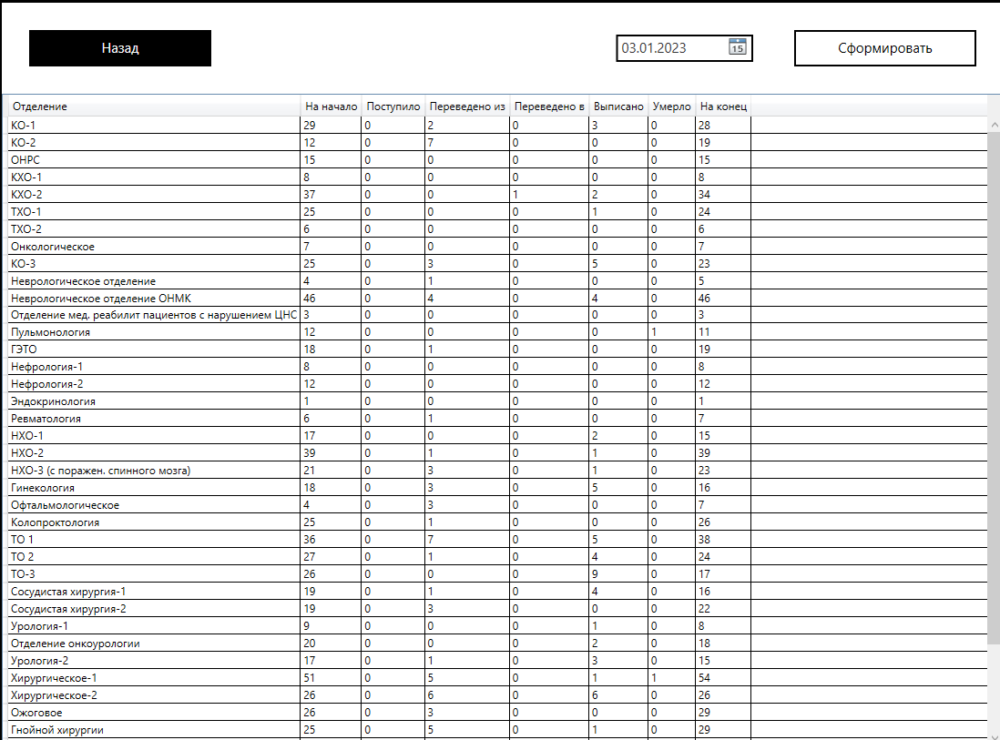 Назад
03.01.2023 15
Сформировать
Отделение На начало Поступило Переведено из Переведено в Выписано Умерло На конец
КО-1 29 0 2 0 3 0 28
КО-2 12 0 7 0 0 0 19
ОНРС 15 0 0 0 0 0 15
КХО-1 8 0 0 0 0 0 8
КХО-2 37 0 0 1 2 0 34
ТХО-1 25 0 0 0 1 0 24
ТХО-2 6 0 0 0 0 0 6
Онкологическое 7 0 0 0 0 0 7
КО-3 25 0 3 0 5 0 23
Неврологическое отделение 4 0 1 0 0 0 5
Неврологическое отделение ОНМК 46 0 4 0 4 0 46
Отделение мед. реабилит пациентов с нарушением ЦНС 3 0 0 0 0 0 3
Пульмонология 12 0 0 0 0 1 11
ГЭТО 18 0 1 0 0 0 19
Нефрология-1 8 0 0 0 0 0 8
Нефрология-2 12 0 0 0 0 0 12
Эндокринология 1 0 0 0 0 0 1
Ревматология 6 0 1 0 0 0 7
НХО-1 17 0 0 0 2 0 15
НХО-2 39 0 1 0 1 0 39
НХО-3 (с поражен. спинного мозга) 21 0 3 0 1 0 23
Гинекология 18 0 3 0 5 0 16
Офтальмологическое 4 0 3 0 0 0 7
Колопроктология 25 0 1 0 0 0 26
ТО 1 36 0 7 0 5 0 38
ТО 2 27 0 1 0 4 0 24
ТО-3 26 0 0 0 9 0 17
Сосудистая хирургия-1 19 0 1 0 4 0 16
Сосудистая хирургия-2 19 0 3 0 0 0 22
Урология-1 9 0 0 0 1 0 8
Отделение онкоурологии 20 0 0 0 2 0 18
Урология-2 17 0 1 0 3 0 15
Хирургическое-1 51 0 5 0 1 1 54
Хирургическое-2 26 0 6 0 6 0 26
Ожоговое 26 0 3 0 0 0 29
Гнойной хирургии 25 0 5 0 1 0 29